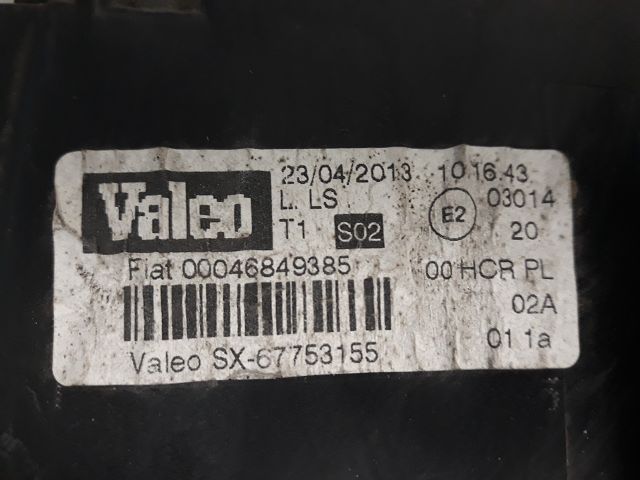 Valeo
23/04/2013 10.16.43
L. LS
T1 S02
E2 03014
20
Fiat 00046849385
00 HCR PL
02A
01 1a
Valeo SX-67753155